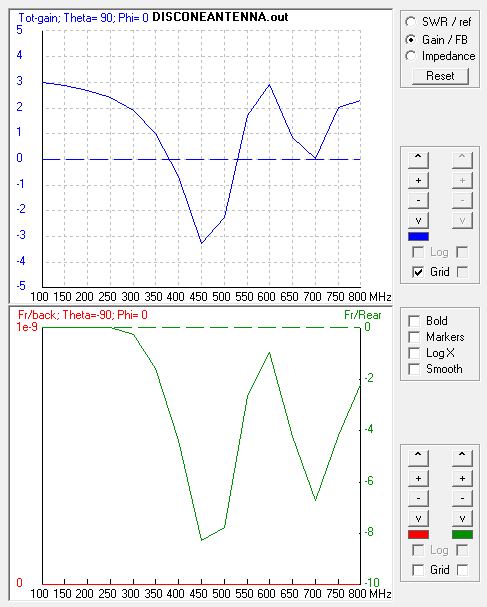 Tot-gain; Theta= 90; Phi= 0 DISCONEANTENNA.out
5
4
3
2
1
0
-1
-2
-3
-4
-5
100 150 200 250 300 350 400 450 500 550 600 650 700 750 800 MHz
Fr/back; Theta=-90; Phi= 0 Fr/Rear
1e-9
0
0
-2
-4
-6
-8
-10
100 150 200 250 300 350 400 450 500 550 600 650 700 750 800 MHz
SWR / ref
Gain / FB
Impedance
Reset
^ ^
+ +
- -
v v
Log
Grid
Bold
Markers
Log X
Smooth
^ ^
+ +
- -
v v
Log
Grid